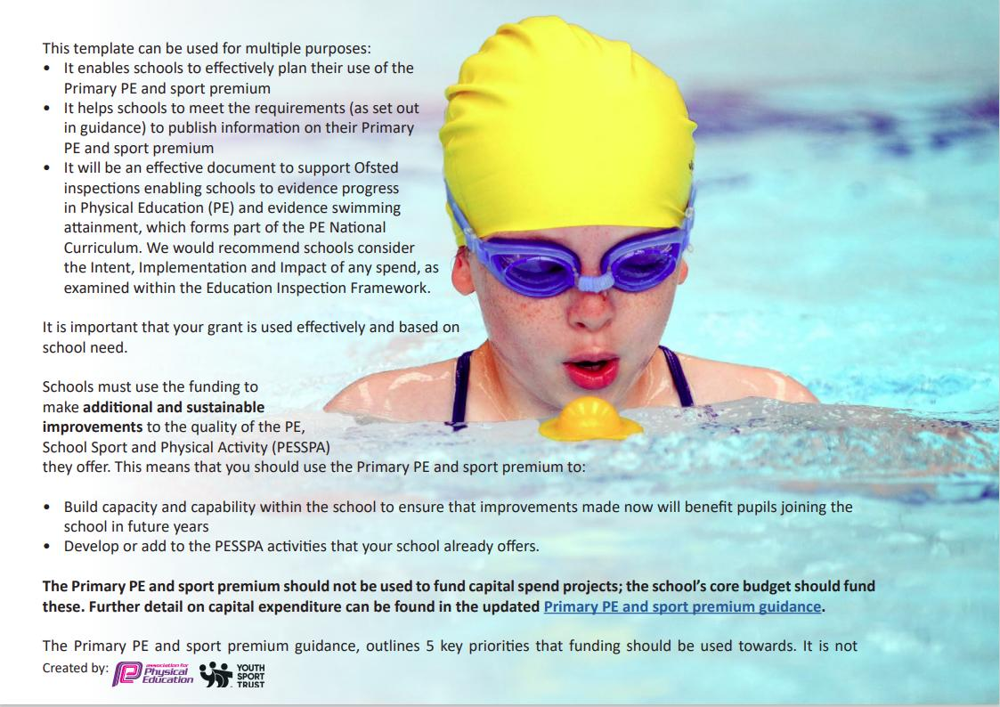 This template can be used for multiple purposes:
• It enables schools to effectively plan their use of the
Primary PE and sport premium
• It helps schools to meet the requirements (as set out
in guidance) to publish information on their Primary
PE and sport premium
• It will be an effective document to support Ofsted
inspections enabling schools to evidence progress
in Physical Education (PE) and evidence swimming
attainment, which forms part of the PE National
Curriculum. We would recommend schools consider
the Intent, Implementation and Impact of any spend, as
examined within the Education Inspection Framework.
It is important that your grant is used effectively and based on
school need.
Schools must use the funding to
make additional and sustainable
improvements to the quality of the PE,
School Sport and Physical Activity (PESSPA)
they offer. This means that you should use the Primary PE and sport premium to:
• Build capacity and capability within the school to ensure that improvements made now will benefit pupils joining the
school in future years
• Develop or add to the PESSPA activities that your school already offers.
The Primary PE and sport premium should not be used to fund capital spend projects; the school's core budget should fund
these. Further detail on capital expenditure can be found in the updated Primary PE and sport premium guidance.
The Primary PE and sport premium guidance, outlines 5 key priorities that funding should be used towards. It is not
Created by:
association for
Physical
Education
YOUTH
SPORT
TRUST